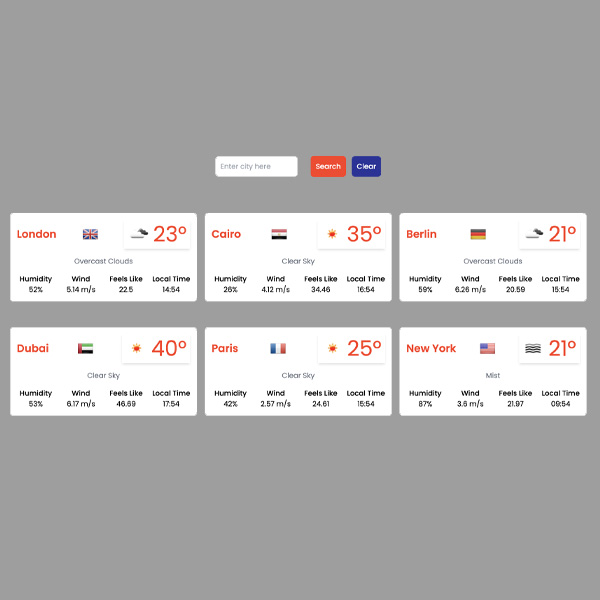 Enter city here Search Clear
London 23° Cairo 35° Berlin 21°
Overcast Clouds Clear Sky Overcast Clouds
Humidity Wind Feels Like Local Time Humidity Wind Feels Like Local Time Humidity Wind Feels Like Local Time
52% 5.14 m/s 22.5 14:54 26% 4.12 m/s 34.46 16:54 59% 6.26 m/s 20.59 15:54
Dubai 40° Paris 25° New York 21°
Clear Sky Clear Sky Mist
Humidity Wind Feels Like Local Time Humidity Wind Feels Like Local Time Humidity Wind Feels Like Local Time
53% 6.17 m/s 46.69 17:54 42% 2.57 m/s 24.61 15:54 87% 3.6 m/s 21.97 09:54